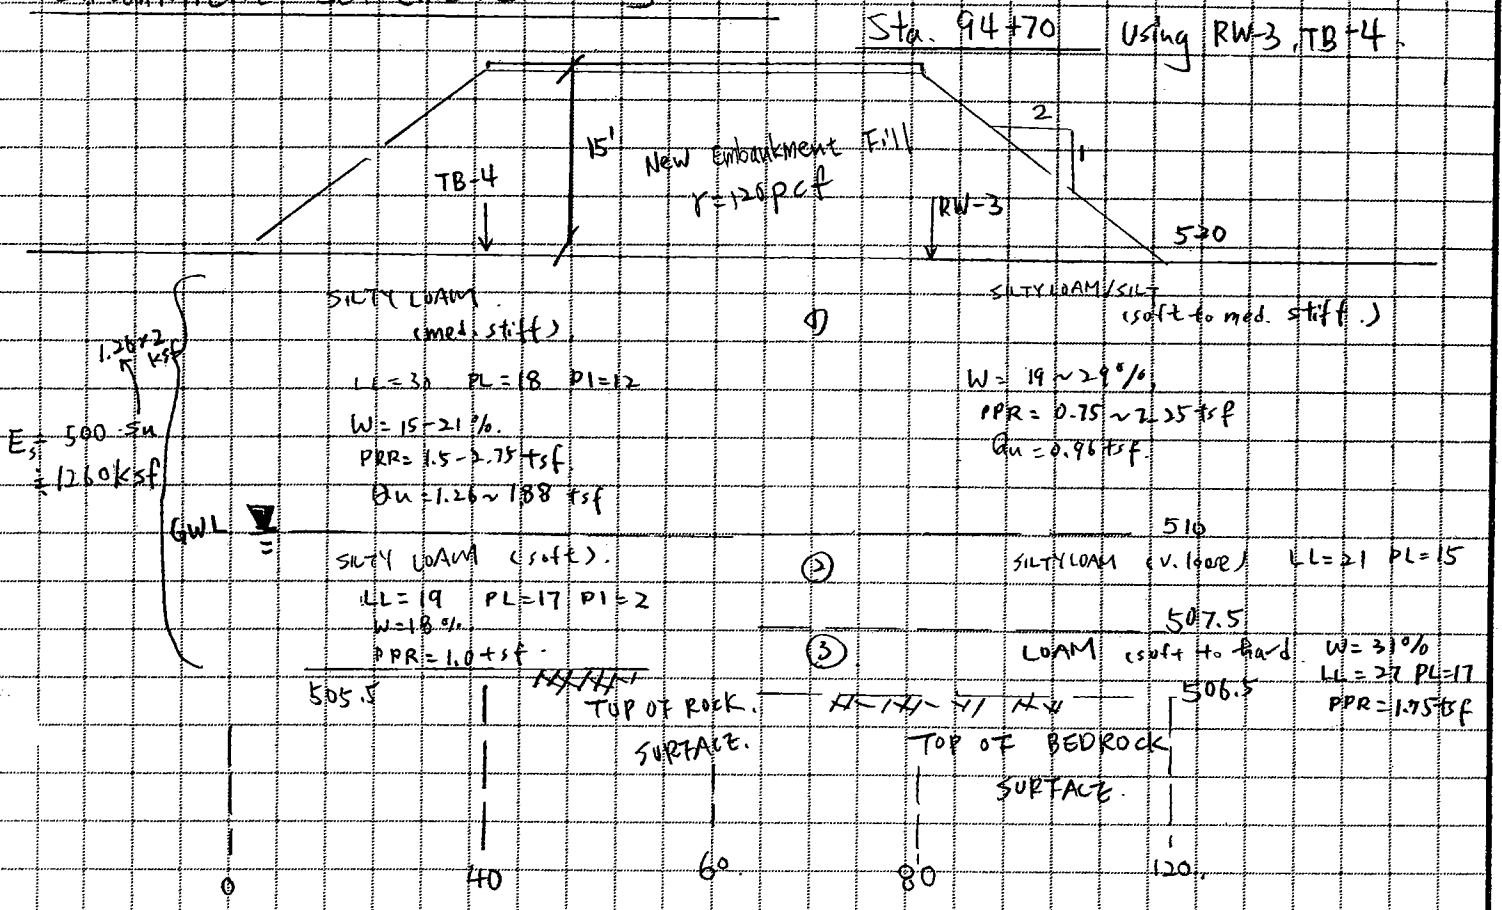 Sta. 94+70 Using RW-3, TB-4.
2
1
15'
New Embankment Fill
γ=120pcf
TB-4
RW-3
530
SILTY LOAM.
(med. stiff)
LL=30 PL=18 PI=12
W=15-21%.
PPR=1.5-2.75 tsf
Qu=1.26~1.88 tsf
①
SILTY LOAM/SILT
(soft to med. stiff.)
W= 19~29%
PPR= 0.75~2.25 tsf
Qu=0.96 tsf.
1.26×2
ksf
Es= 500·Su
=1260ksf
GWL
510
SILTY LOAM (soft).
LL=19 PL=17 PI=2
W=18%
PPR=1.0 tsf
505.5
TOP OF ROCK.
SURFACE.
②
SILTY LOAM (v. loose) LL=21 PL=15
507.5
③
LOAM (soft to hard
W=31%
LL=27 PL=17
PPR=1.75 tsf
506.5
TOP OF BEDROCK
SURFACE.
0
40
60
80
120.